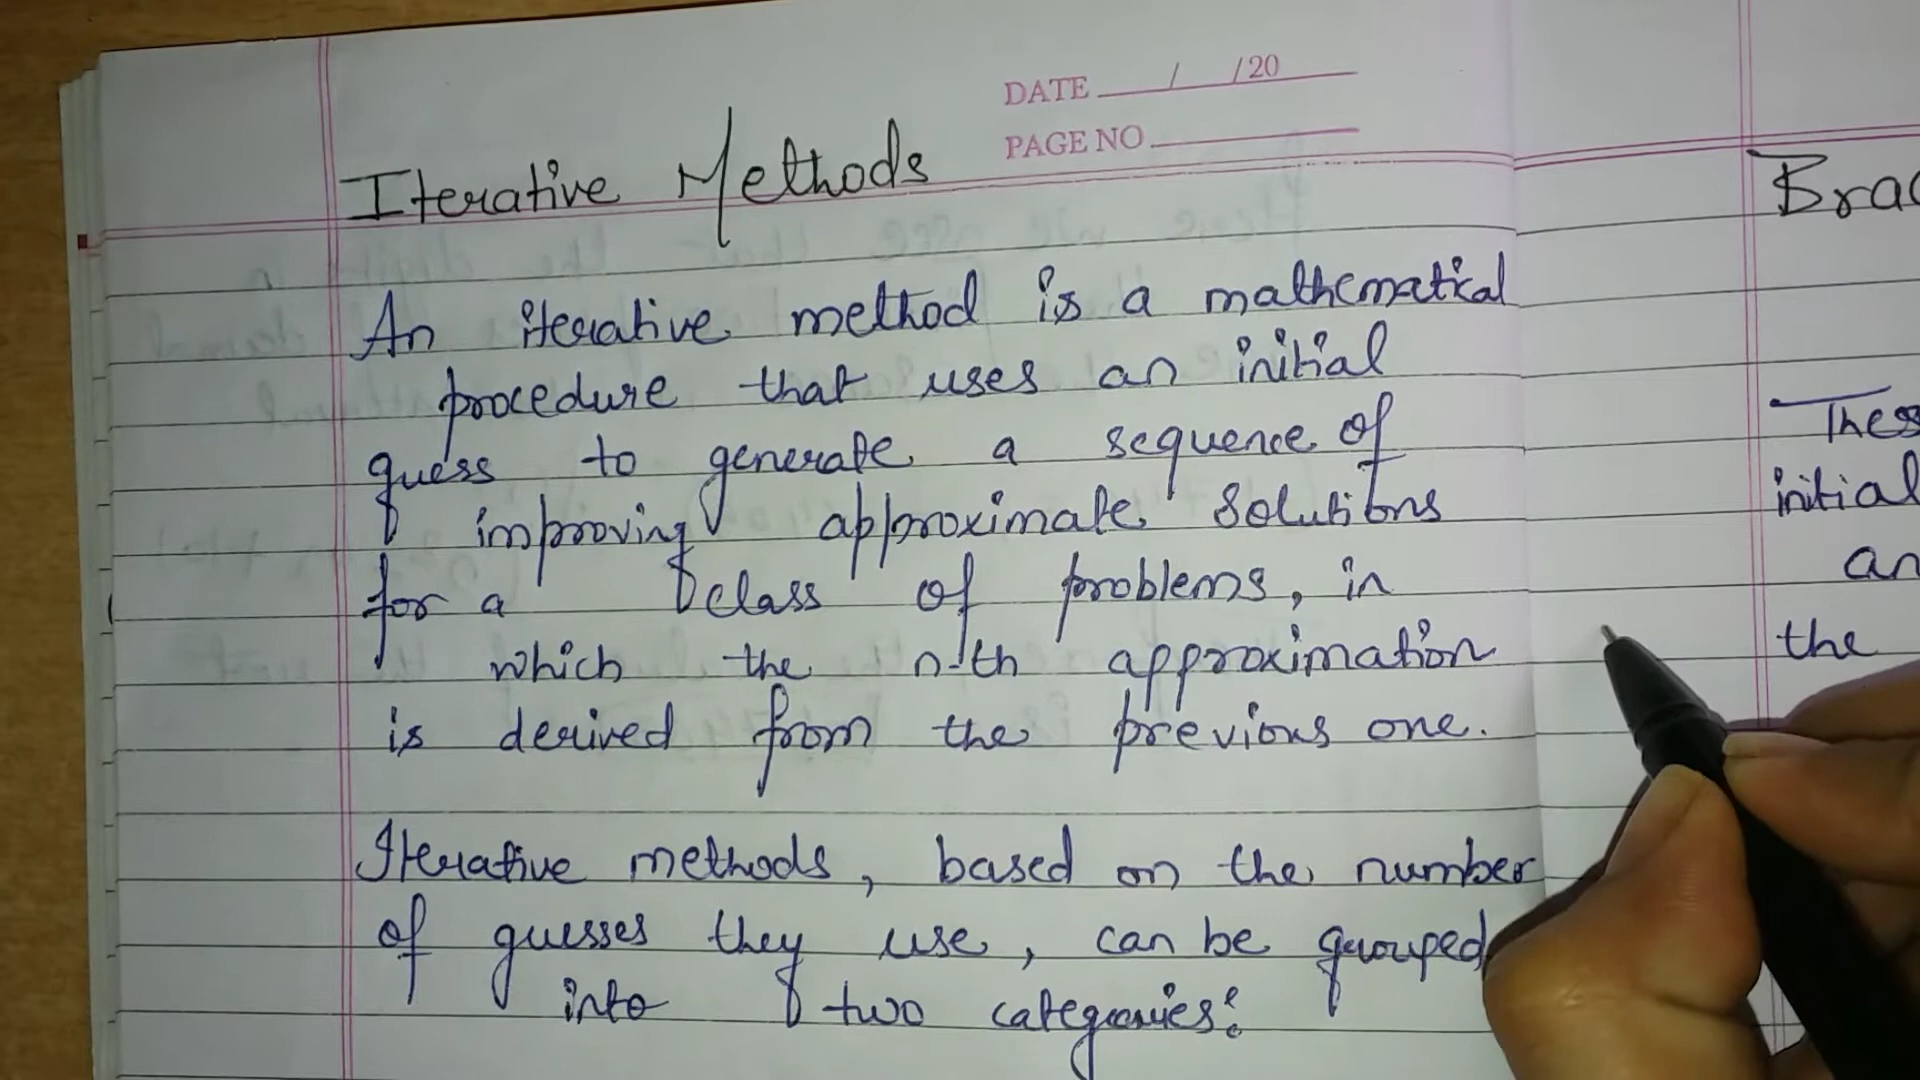 DATE / /20
PAGE NO
Iterative Methods
An iterative method is a mathematical
procedure that uses an initial
guess to generate a sequence of
improving approximate solutions
for a class of problems, in
which the n-th approximation
is derived from the previous one.
Iterative methods, based on the number
of guesses they use, can be grouped
into two categories:
Brac
Thes
initial
an
the